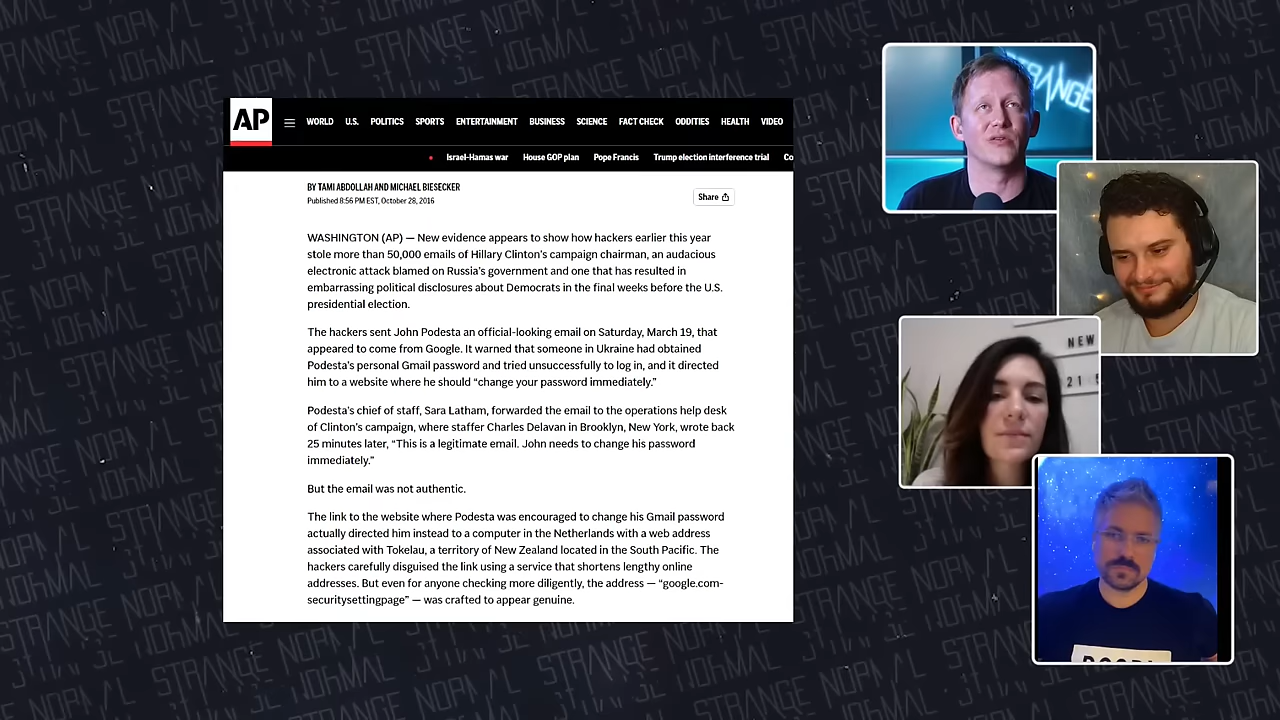 AP
WORLD U.S. POLITICS SPORTS ENTERTAINMENT BUSINESS SCIENCE FACT CHECK ODDITIES HEALTH VIDEO
Israel-Hamas war House GOP plan Pope Francis Trump election interference trial Co
BY TAMI ABDOLLAH AND MICHAEL BIESECKER
Published 8:56 PM EST, October 28, 2016
Share
WASHINGTON (AP) — New evidence appears to show how hackers earlier this year
stole more than 50,000 emails of Hillary Clinton's campaign chairman, an audacious
electronic attack blamed on Russia's government and one that has resulted in
embarrassing political disclosures about Democrats in the final weeks before the U.S.
presidential election.
The hackers sent John Podesta an official-looking email on Saturday, March 19, that
appeared to come from Google. It warned that someone in Ukraine had obtained
Podesta's personal Gmail password and tried unsuccessfully to log in, and it directed
him to a website where he should “change your password immediately.”
Podesta's chief of staff, Sara Latham, forwarded the email to the operations help desk
of Clinton's campaign, where staffer Charles Delavan in Brooklyn, New York, wrote back
25 minutes later, “This is a legitimate email. John needs to change his password
immediately.”
But the email was not authentic.
The link to the website where Podesta was encouraged to change his Gmail password
actually directed him instead to a computer in the Netherlands with a web address
associated with Tokelau, a territory of New Zealand located in the South Pacific. The
hackers carefully disguised the link using a service that shortens lengthy online
addresses. But even for anyone checking more diligently, the address — “google.com-
securitysettingpage” — was crafted to appear genuine.
STRANGE
NEW
21
STRANGE NORMAL